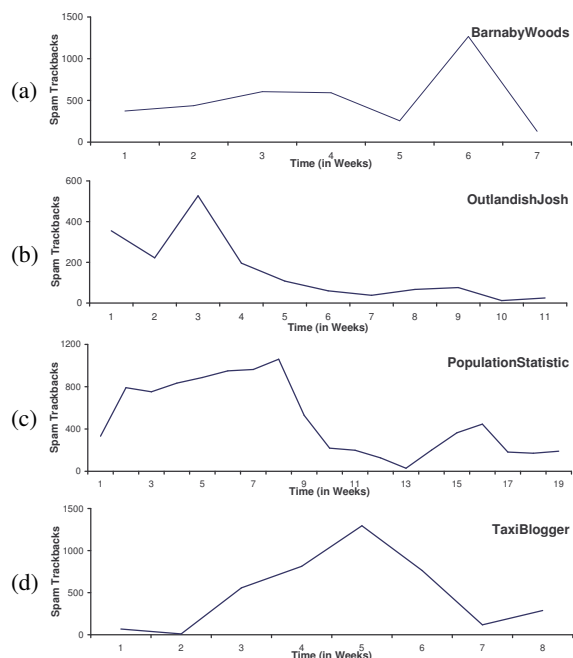 BarnabyWoods
(a)
Spam Trackbacks
1500
1000
500
0
1 2 3 4 5 6 7
Time (in Weeks)
OutlandishJosh
(b)
Spam Trackbacks
600
400
200
0
1 2 3 4 5 6 7 8 9 10 11
Time (in Weeks)
PopulationStatistic
(c)
Spam Trackbacks
1200
800
400
0
1 3 5 7 9 11 13 15 17 19
Time (in Weeks)
TaxiBlogger
(d)
Spam Trackbacks
1500
1000
500
0
1 2 3 4 5 6 7 8
Time (in Weeks)